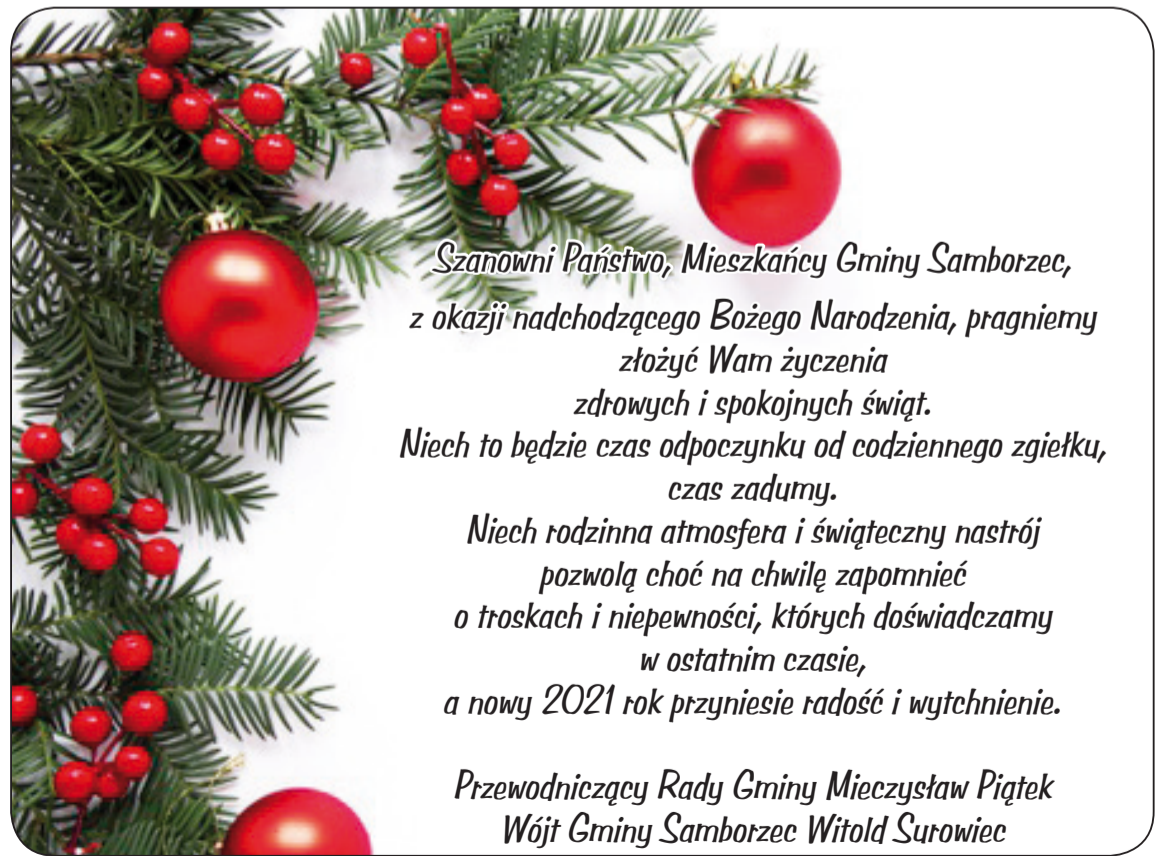 Szanowni Państwo, Mieszkańcy Gminy Samborzec,
z okazji nadchodzącego Bożego Narodzenia, pragniemy
złożyć Wam życzenia
zdrowych i spokojnych świąt.
Niech to będzie czas odpoczynku od codziennego zgiełku,
czas zadumy.
Niech rodzinna atmosfera i świąteczny nastrój
pozwolą choć na chwilę zapomnieć
o troskach i niepewności, których doświadczamy
w ostatnim czasie,
a nowy 2021 rok przyniesie radość i wytchnienie.
Przewodniczący Rady Gminy Mieczysław Piątek
Wójt Gminy Samborzec Witold Surowiec